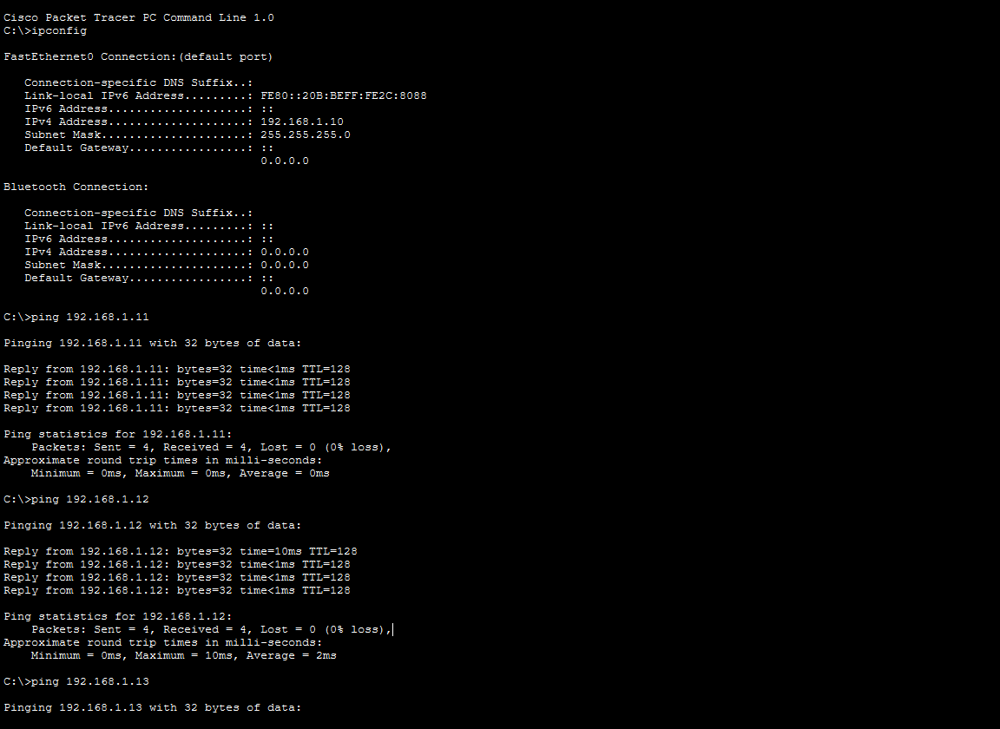 Cisco Packet Tracer PC Command Line 1.0
C:\>ipconfig
FastEthernet0 Connection:(default port)
Connection-specific DNS Suffix..:
Link-local IPv6 Address.........: FE80::20B:BEFF:FE2C:8088
IPv6 Address....................: ::
IPv4 Address....................: 192.168.1.10
Subnet Mask.....................: 255.255.255.0
Default Gateway.................: ::
0.0.0.0
Bluetooth Connection:
Connection-specific DNS Suffix..:
Link-local IPv6 Address.........: ::
IPv6 Address....................: ::
IPv4 Address....................: 0.0.0.0
Subnet Mask.....................: 0.0.0.0
Default Gateway.................: ::
0.0.0.0
C:\>ping 192.168.1.11
Pinging 192.168.1.11 with 32 bytes of data:
Reply from 192.168.1.11: bytes=32 time<1ms TTL=128
Reply from 192.168.1.11: bytes=32 time<1ms TTL=128
Reply from 192.168.1.11: bytes=32 time<1ms TTL=128
Reply from 192.168.1.11: bytes=32 time<1ms TTL=128
Ping statistics for 192.168.1.11:
Packets: Sent = 4, Received = 4, Lost = 0 (0% loss),
Approximate round trip times in milli-seconds:
Minimum = 0ms, Maximum = 0ms, Average = 0ms
C:\>ping 192.168.1.12
Pinging 192.168.1.12 with 32 bytes of data:
Reply from 192.168.1.12: bytes=32 time=10ms TTL=128
Reply from 192.168.1.12: bytes=32 time<1ms TTL=128
Reply from 192.168.1.12: bytes=32 time<1ms TTL=128
Reply from 192.168.1.12: bytes=32 time<1ms TTL=128
Ping statistics for 192.168.1.12:
Packets: Sent = 4, Received = 4, Lost = 0 (0% loss),
Approximate round trip times in milli-seconds:
Minimum = 0ms, Maximum = 10ms, Average = 2ms
C:\>ping 192.168.1.13
Pinging 192.168.1.13 with 32 bytes of data: